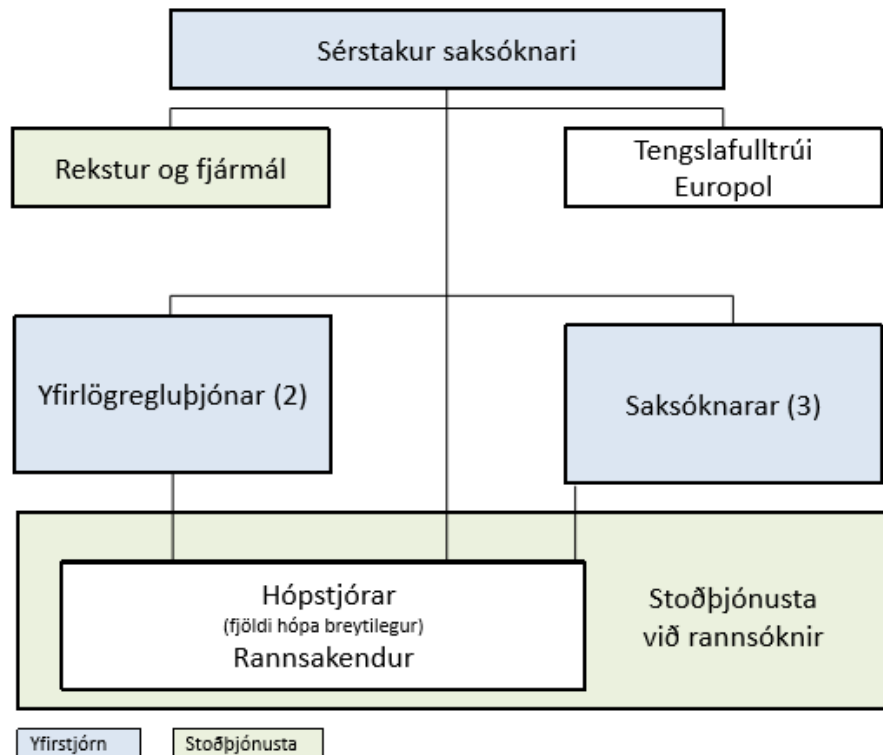 Sérstakur saksóknari
Rekstur og fjármál
Tengslafulltrúi
Europol
Yfirlögregluþjónar (2)
Saksóknarar (3)
Hópstjórar
(fjöldi hópa breytilegur)
Rannsakendur
Stoðþjónusta
við rannsóknir
Yfirstjórn
Stoðþjónusta